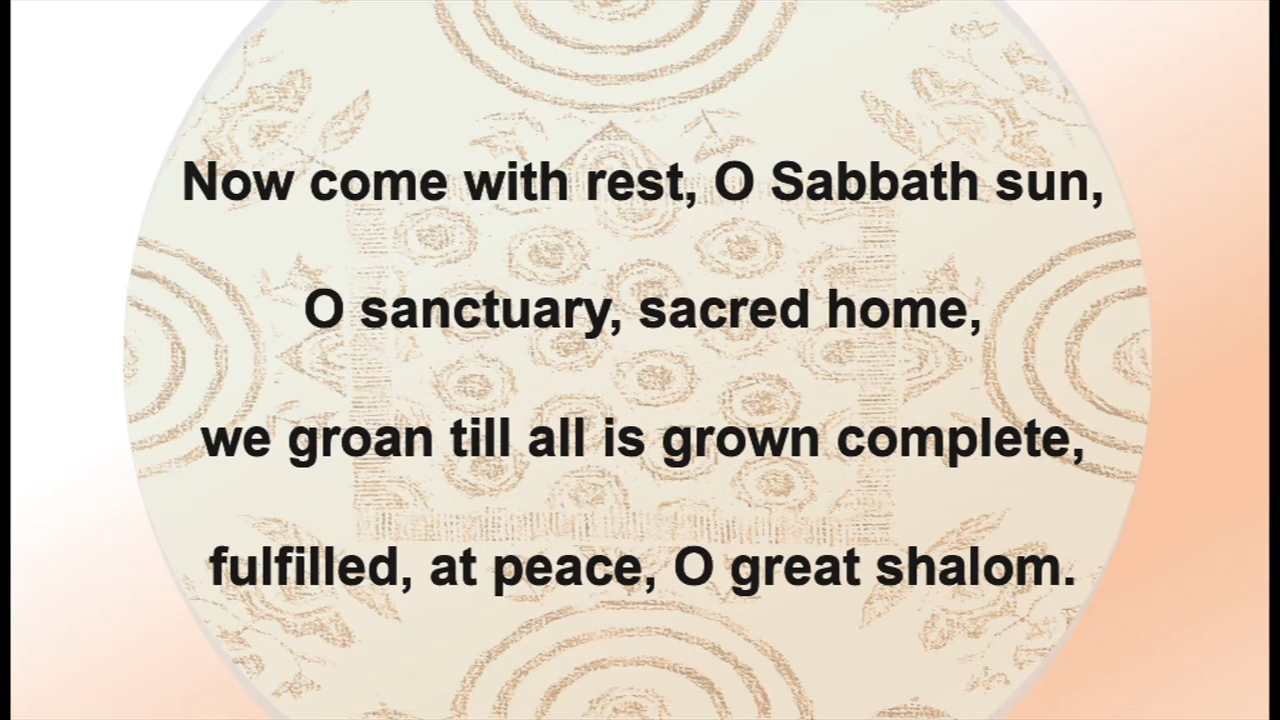 Now come with rest, O Sabbath sun,
O sanctuary, sacred home,
we groan till all is grown complete,
fulfilled, at peace, O great shalom.